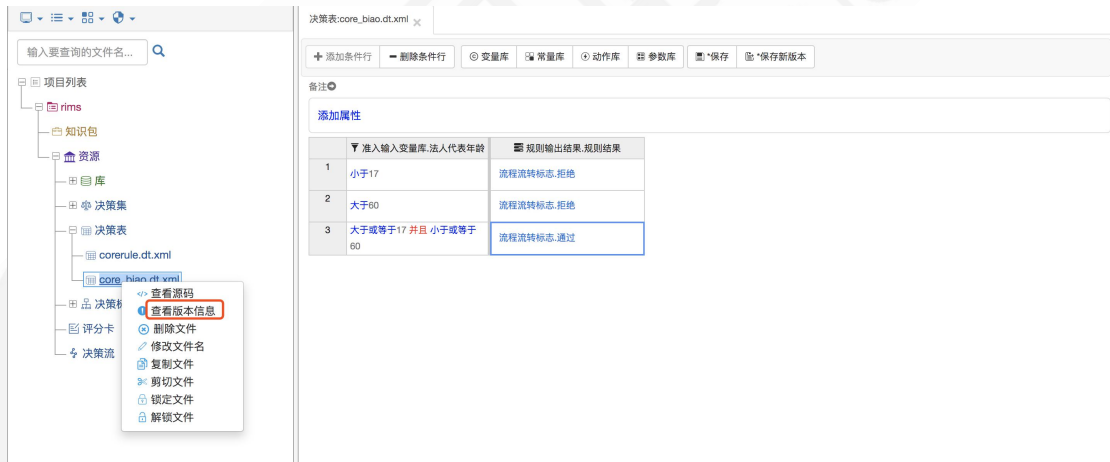 决策表:core_biao.dt.xml
输入要查询的文件名...
添加条件行 删除条件行 变量库 常量库 动作库 参数库 *保存 *保存新版本
项目列表
备注
rims
添加属性
知识包
资源
准入输入变量库.法人代表年龄 规则输出结果.规则结果
库
1 小于17 流程流转标志.拒绝
决策集
2 大于60 流程流转标志.拒绝
决策表
3 大于或等于17 并且 小于或等于60 流程流转标志.通过
corerule.dt.xml
core_biao.dt.xml
查看源码
查看版本信息
决策
评分卡
删除文件
修改文件名
决策流
复制文件
剪切文件
锁定文件
解锁文件